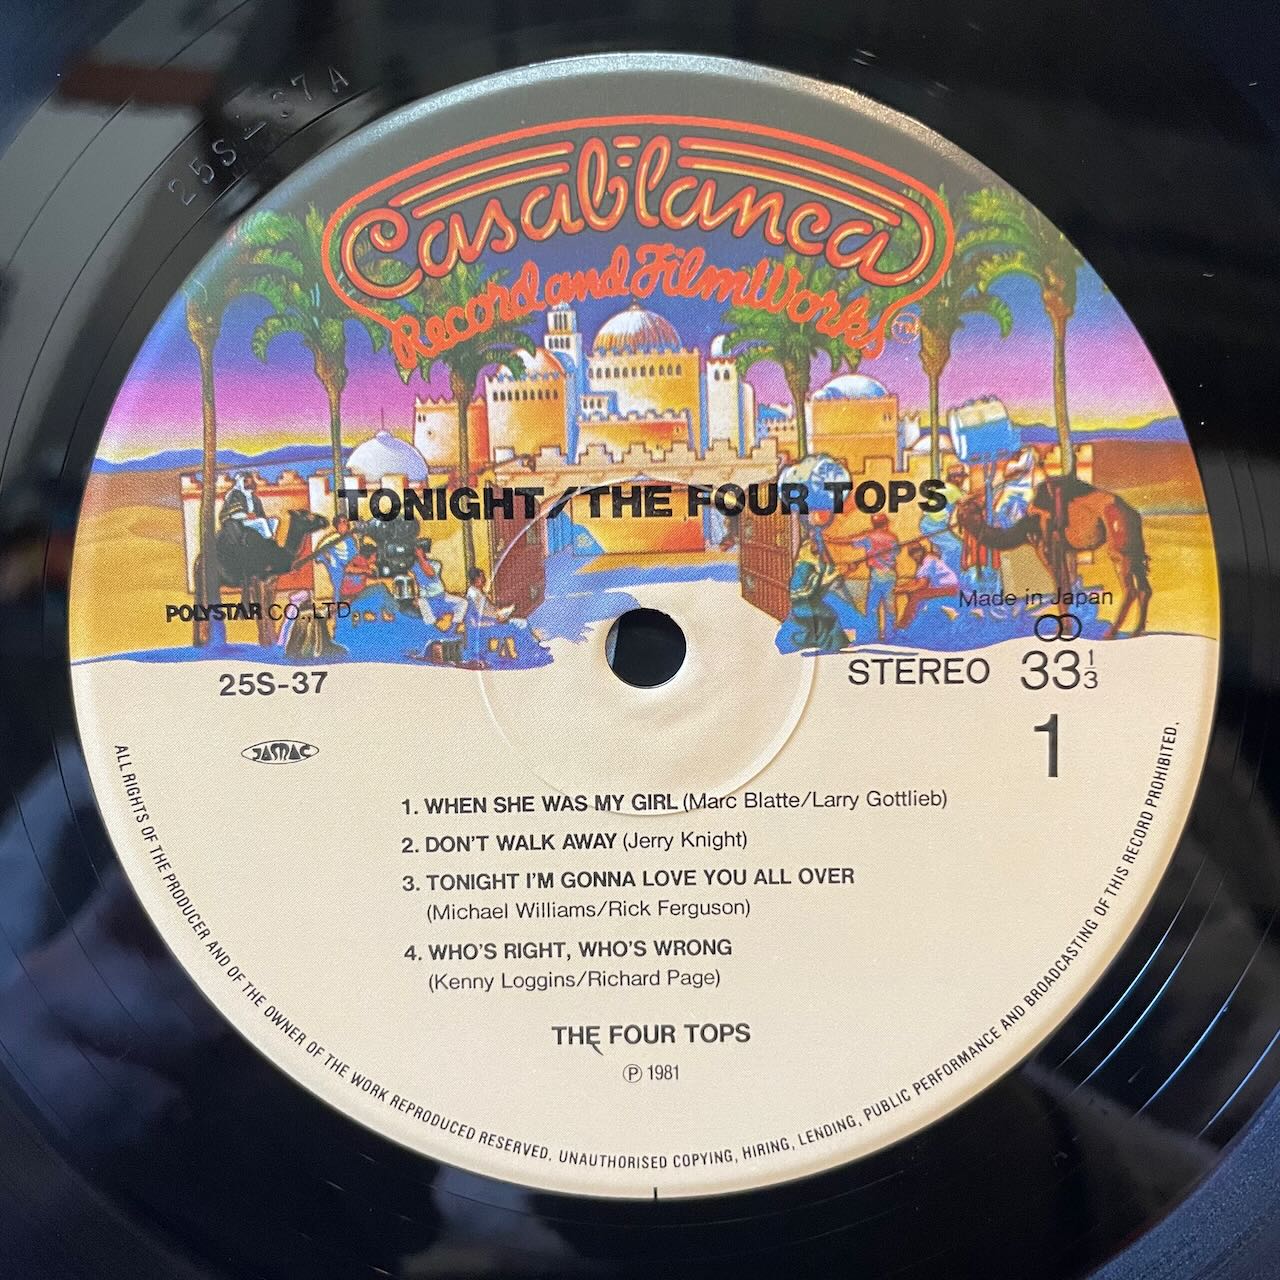 25S-37A
Casablanca
Record and FilmWorks TM
TONIGHT/THE FOUR TOPS
POLYSTAR CO.,LTD.
Made in Japan
25S-37
STEREO 33 1/3
JASMAC
1
1. WHEN SHE WAS MY GIRL (Marc Blatte/Larry Gottlieb)
2. DON'T WALK AWAY (Jerry Knight)
3. TONIGHT I'M GONNA LOVE YOU ALL OVER
(Michael Williams/Rick Ferguson)
4. WHO'S RIGHT, WHO'S WRONG
(Kenny Loggins/Richard Page)
THE FOUR TOPS
Ⓟ 1981
ALL RIGHTS OF THE PRODUCER AND OF THE OWNER OF THE WORK REPRODUCED RESERVED. UNAUTHORISED COPYING, HIRING, LENDING, PUBLIC PERFORMANCE AND BROADCASTING OF THIS RECORD PROHIBITED.